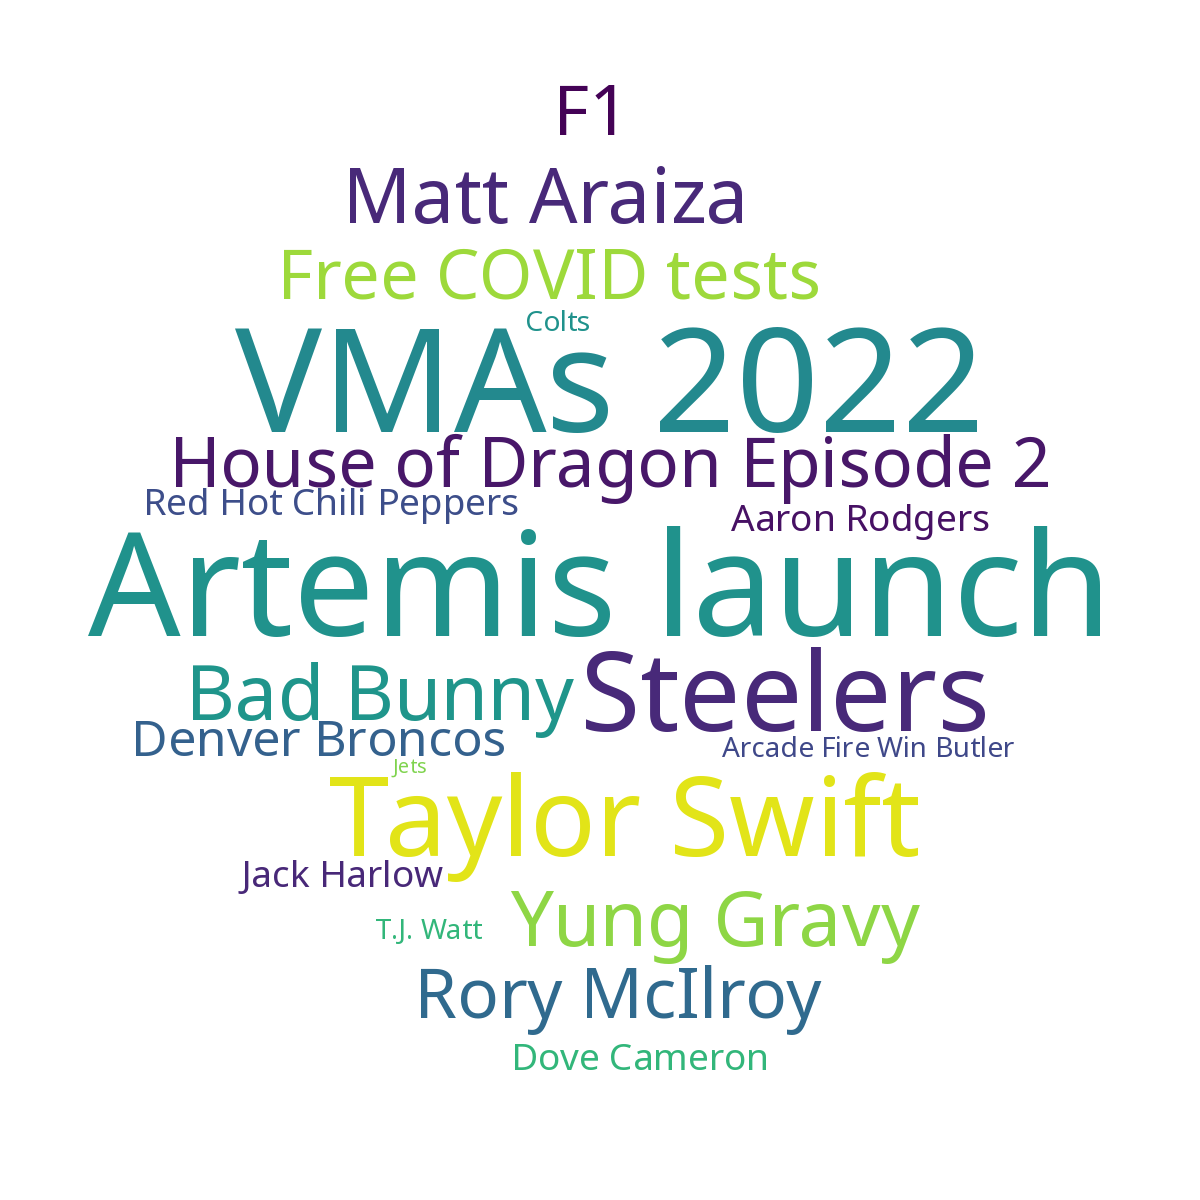 F1
Matt Araiza
Free COVID tests
Colts
VMAs 2022
House of Dragon Episode 2
Red Hot Chili Peppers
Aaron Rodgers
Artemis launch
Bad Bunny
Steelers
Denver Broncos
Arcade Fire Win Butler
Jets
Taylor Swift
Jack Harlow
Yung Gravy
T.J. Watt
Rory McIlroy
Dove Cameron